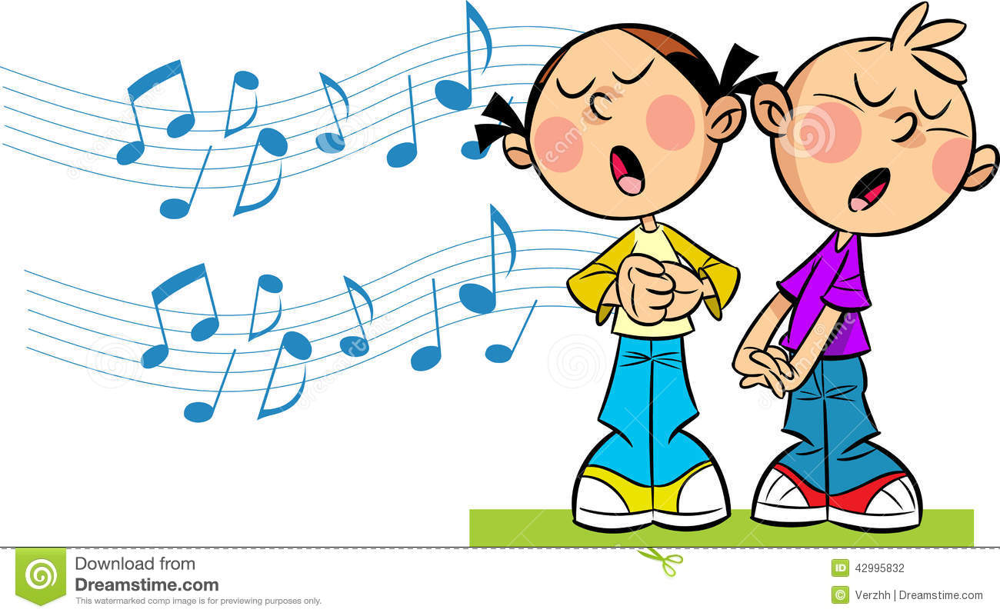 Download from
Dreamstime.com
This watermarked comp image is for previewing purposes only.
ID 42995832
© Verzhh | Dreamstime.com